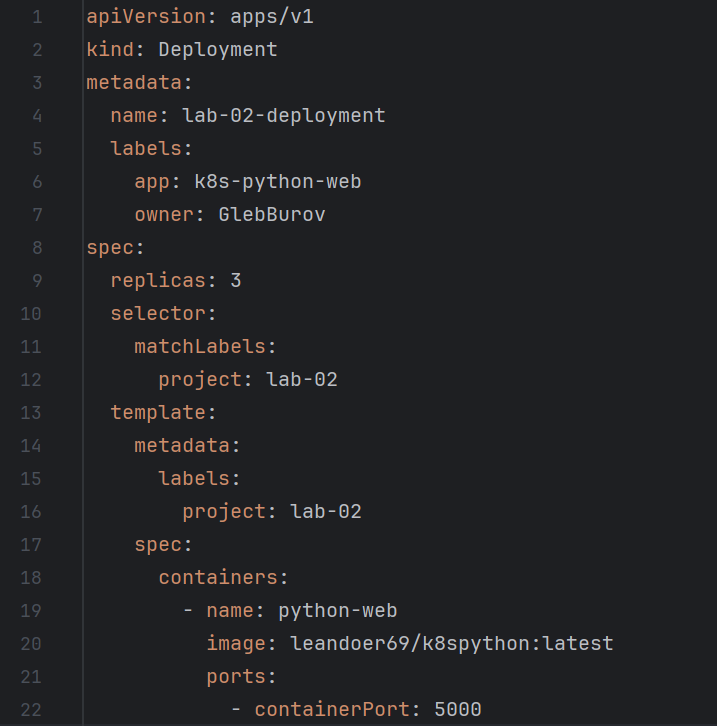 1 apiVersion: apps/v1
2 kind: Deployment
3 metadata:
4   name: lab-02-deployment
5   labels:
6     app: k8s-python-web
7     owner: GlebBurov
8 spec:
9   replicas: 3
10   selector:
11     matchLabels:
12       project: lab-02
13   template:
14     metadata:
15       labels:
16         project: lab-02
17     spec:
18       containers:
19         - name: python-web
20           image: leandoer69/k8spython:latest
21           ports:
22             - containerPort: 5000